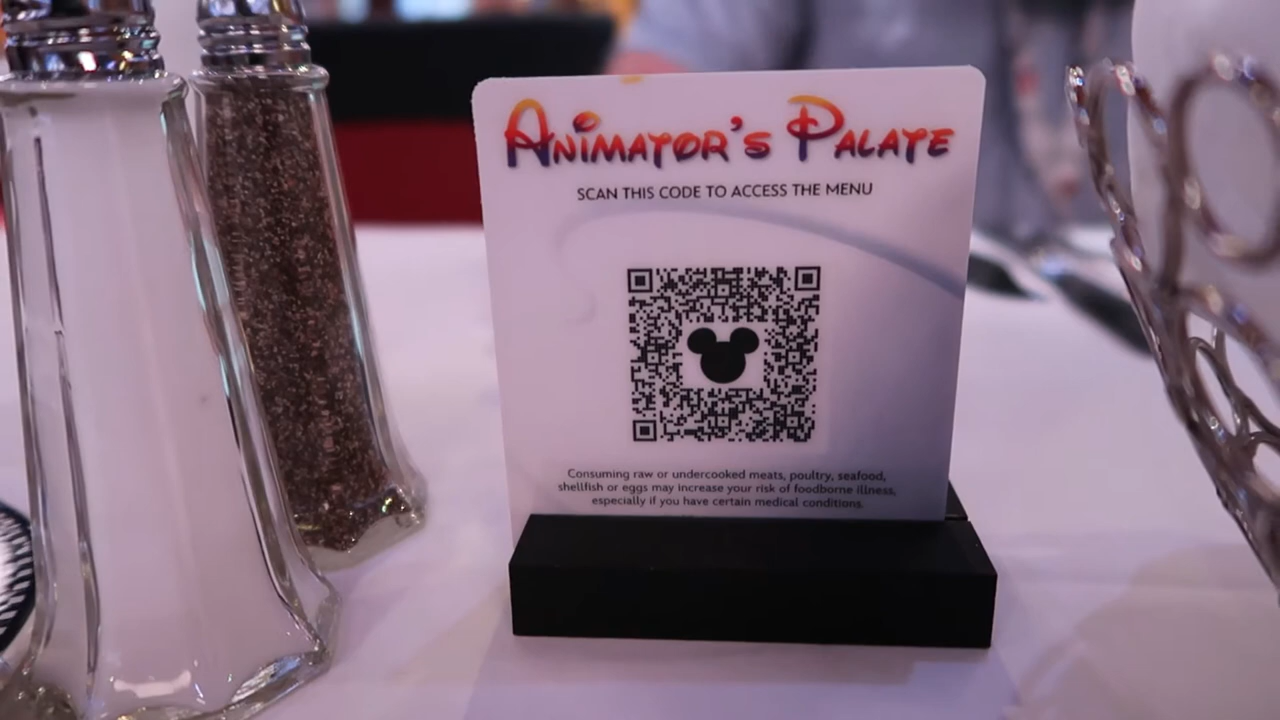 ANIMATOR'S PALATE
SCAN THIS CODE TO ACCESS THE MENU
Consuming raw or undercooked meats, poultry, seafood,
shellfish or eggs may increase your risk of foodborne illness,
especially if you have certain medical conditions.